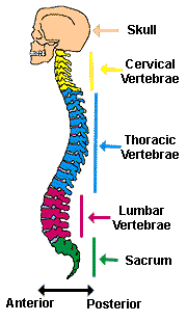 Skull
Cervical
Vertebrae
Thoracic
Vertebrae
Lumbar
Vertebrae
Sacrum
Anterior Posterior